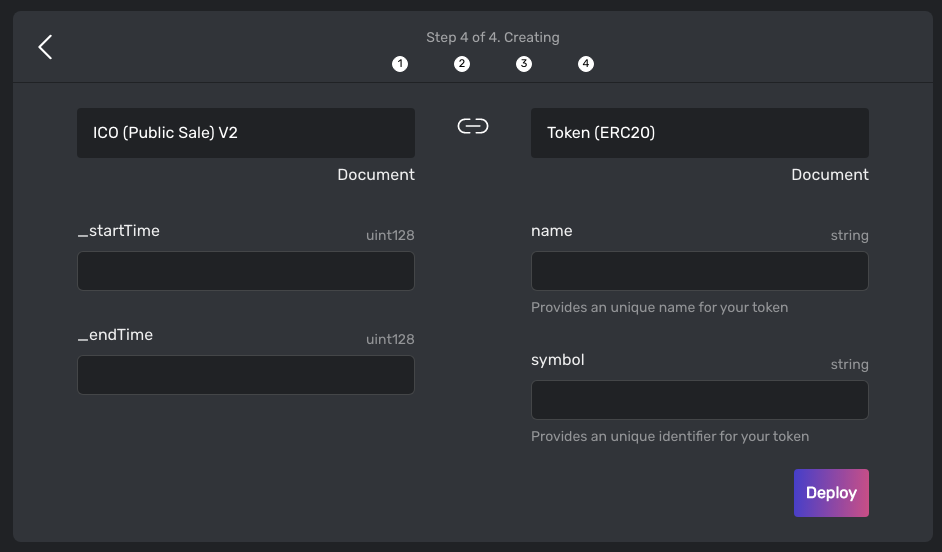 Step 4 of 4. Creating
1 2 3 4
ICO (Public Sale) V2
Document
_startTime uint128
_endTime uint128
Token (ERC20)
Document
name string
Provides an unique name for your token
symbol string
Provides an unique identifier for your token
Deploy